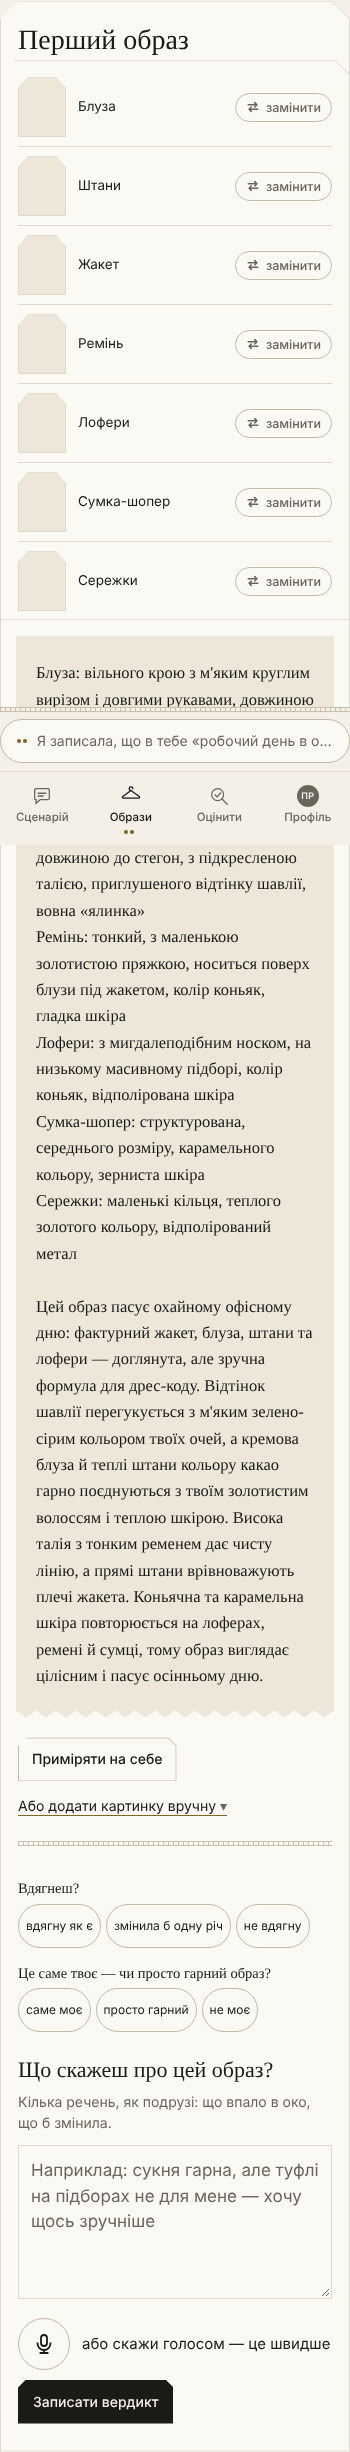 Перший образ
Блуза
замінити
Штани
замінити
Жакет
замінити
Ремінь
замінити
Лофери
замінити
Сумка-шопер
замінити
Сережки
замінити
Блуза: вільного крою з м'яким круглим
вирізом і довгими рукавами, довжиною
Я записала, що в тебе «робочий день в о...
Сценарій
Образи
Оцінити
ПР
Профіль
довжиною до стегон, з підкресленою
талією, приглушеного відтінку шавлії,
вовна «ялинка»
Ремінь: тонкий, з маленькою
золотистою пряжкою, носиться поверх
блузи під жакетом, колір коньяк,
гладка шкіра
Лофери: з мигдалеподібним носком, на
низькому масивному підборі, колір
коньяк, відполірована шкіра
Сумка-шопер: структурована,
середнього розміру, карамельного
кольору, зерниста шкіра
Сережки: маленькі кільця, теплого
золотого кольору, відполірований
метал
Цей образ пасує охайному офісному
дню: фактурний жакет, блуза, штани та
лофери — доглянута, але зручна
формула для дрес-коду. Відтінок
шавлії перегукується з м'яким зелено-
сірим кольором твоїх очей, а кремова
блуза й теплі штани кольору какао
гарно поєднуються з твоїм золотистим
волоссям і теплою шкірою. Висока
талія з тонким ременем дає чисту
лінію, а прямі штани врівноважують
плечі жакета. Коньячна та карамельна
шкіра повторюється на лоферах,
ремені й сумці, тому образ виглядає
цілісним і пасує осінньому дню.
Приміряти на себе
Або додати картинку вручну ▾
Вдягнеш?
вдягну як є
змінила б одну річ
не вдягну
Це саме твоє — чи просто гарний образ?
саме моє
просто гарний
не моє
Що скажеш про цей образ?
Кілька речень, як подрузі: що впало в око,
що б змінила.
Наприклад: сукня гарна, але туфлі
на підборах не для мене — хочу
щось зручніше
або скажи голосом — це швидше
Записати вердикт